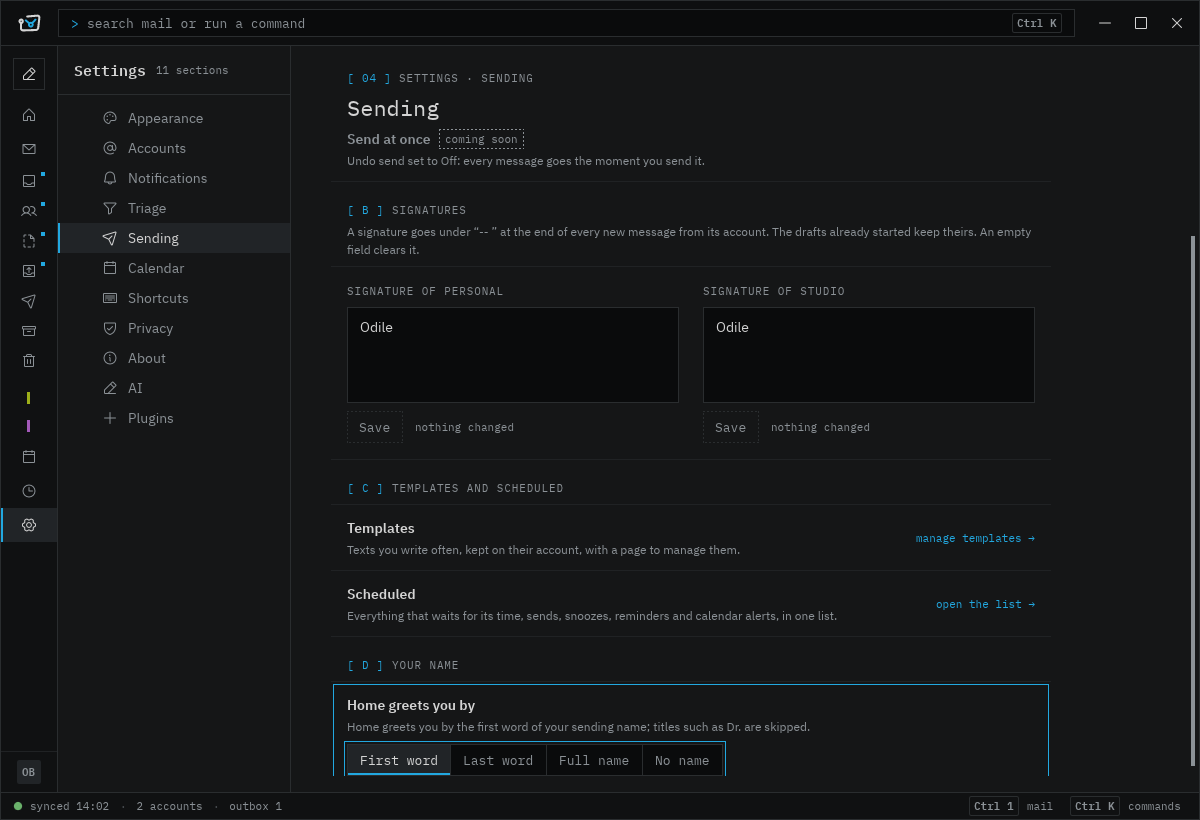 > search mail or run a command
Ctrl K
Settings 11 sections
Appearance
Accounts
Notifications
Triage
Sending
Calendar
Shortcuts
Privacy
About
AI
Plugins
OB
[ 04 ] SETTINGS · SENDING
Sending
Send at once coming soon
Undo send set to Off: every message goes the moment you send it.
[ B ] SIGNATURES
A signature goes under “-- ” at the end of every new message from its account. The drafts already started keep theirs. An empty
field clears it.
SIGNATURE OF PERSONAL
Odile
Save nothing changed
SIGNATURE OF STUDIO
Odile
Save nothing changed
[ C ] TEMPLATES AND SCHEDULED
Templates
Texts you write often, kept on their account, with a page to manage them.
manage templates →
Scheduled
Everything that waits for its time, sends, snoozes, reminders and calendar alerts, in one list.
open the list →
[ D ] YOUR NAME
Home greets you by
Home greets you by the first word of your sending name; titles such as Dr. are skipped.
First word Last word Full name No name
synced 14:02 · 2 accounts · outbox 1
Ctrl 1 mail Ctrl K commands